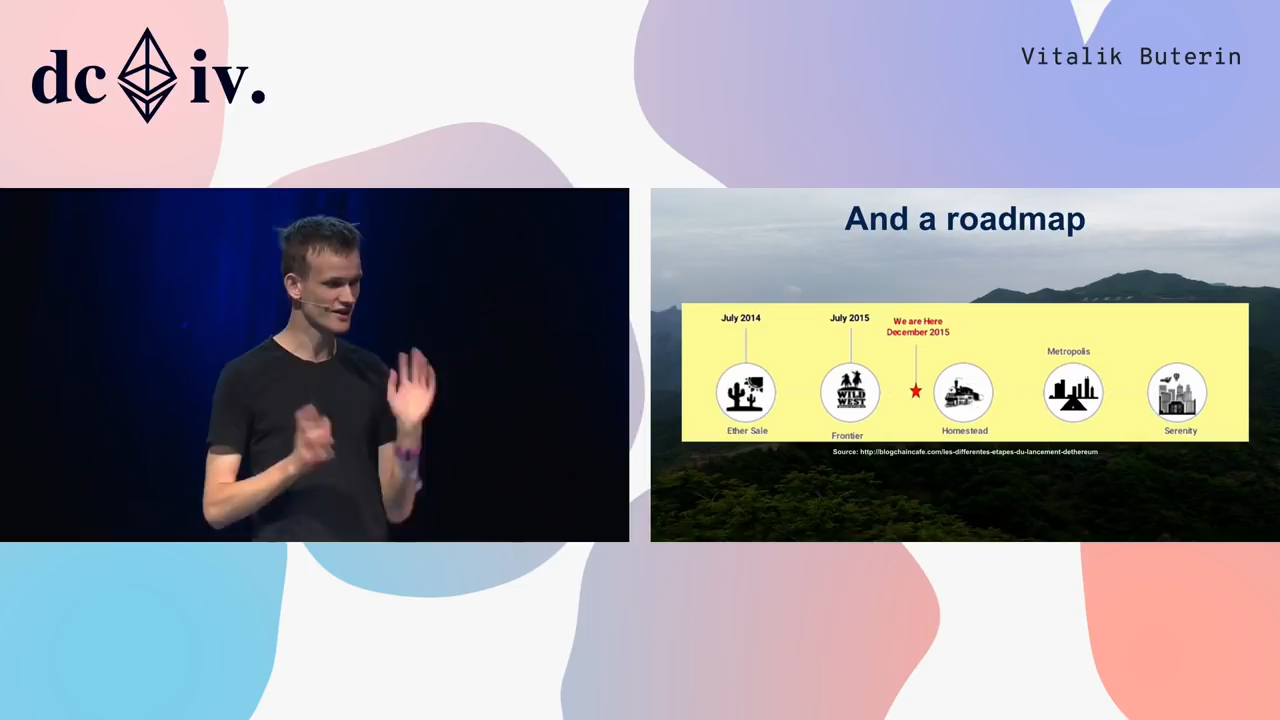 dc iv.
Vitalik Buterin
And a roadmap
July 2014
July 2015
We are Here
December 2015
Metropolis
WILD
WEST
Ether Sale
Frontier
Homestead
Serenity
Source: http://blogchaincafe.com/les-differentes-etapes-du-lancement-dethereum